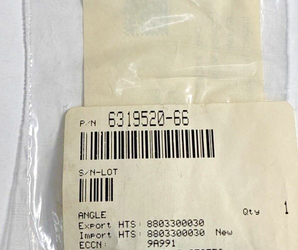 P/N 6319520-66
S/N-LOT
ANGLE Qty 1
Export HTS: 8803300030
Import HTS: 8803300030 New
ECCN: 9A991